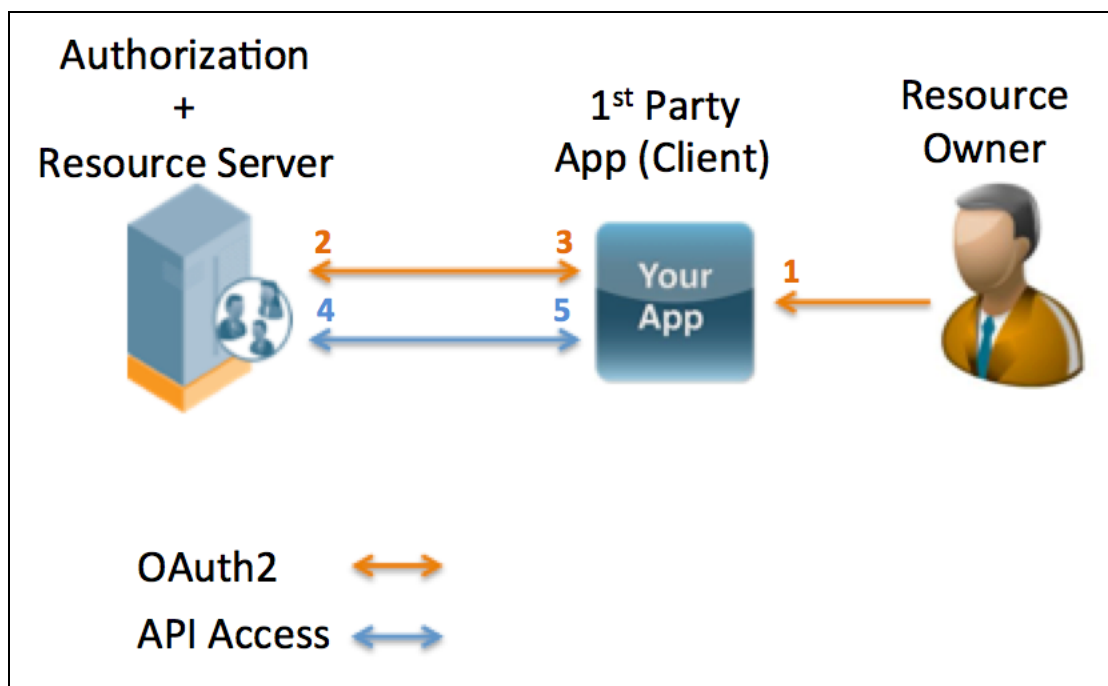 Authorization
+
Resource Server
1st Party
App (Client)
Resource
Owner
2
3
1
4
5
Your
App
OAuth2
API Access